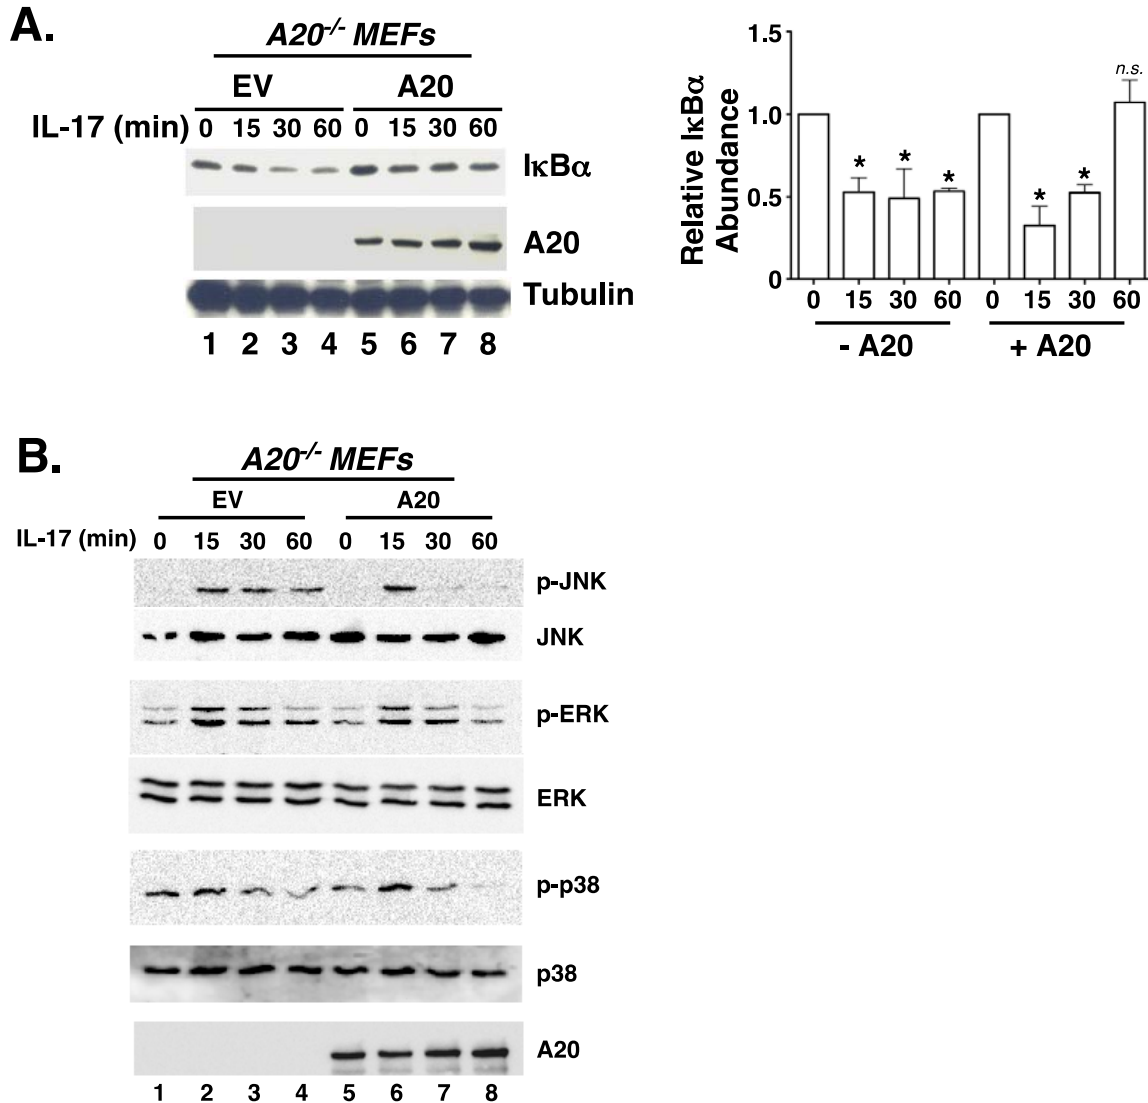 A.
A20-/- MEFs
EV A20
IL-17 (min) 0 15 30 60 0 15 30 60
IκBα
A20
Tubulin
1 2 3 4 5 6 7 8
Relative IκBα
Abundance
1.5
1.0
0.5
0
* * * * * n.s.
0 15 30 60 0 15 30 60
- A20 + A20
B.
A20-/- MEFs
EV A20
IL-17 (min) 0 15 30 60 0 15 30 60
p-JNK
JNK
p-ERK
ERK
p-p38
p38
A20
1 2 3 4 5 6 7 8